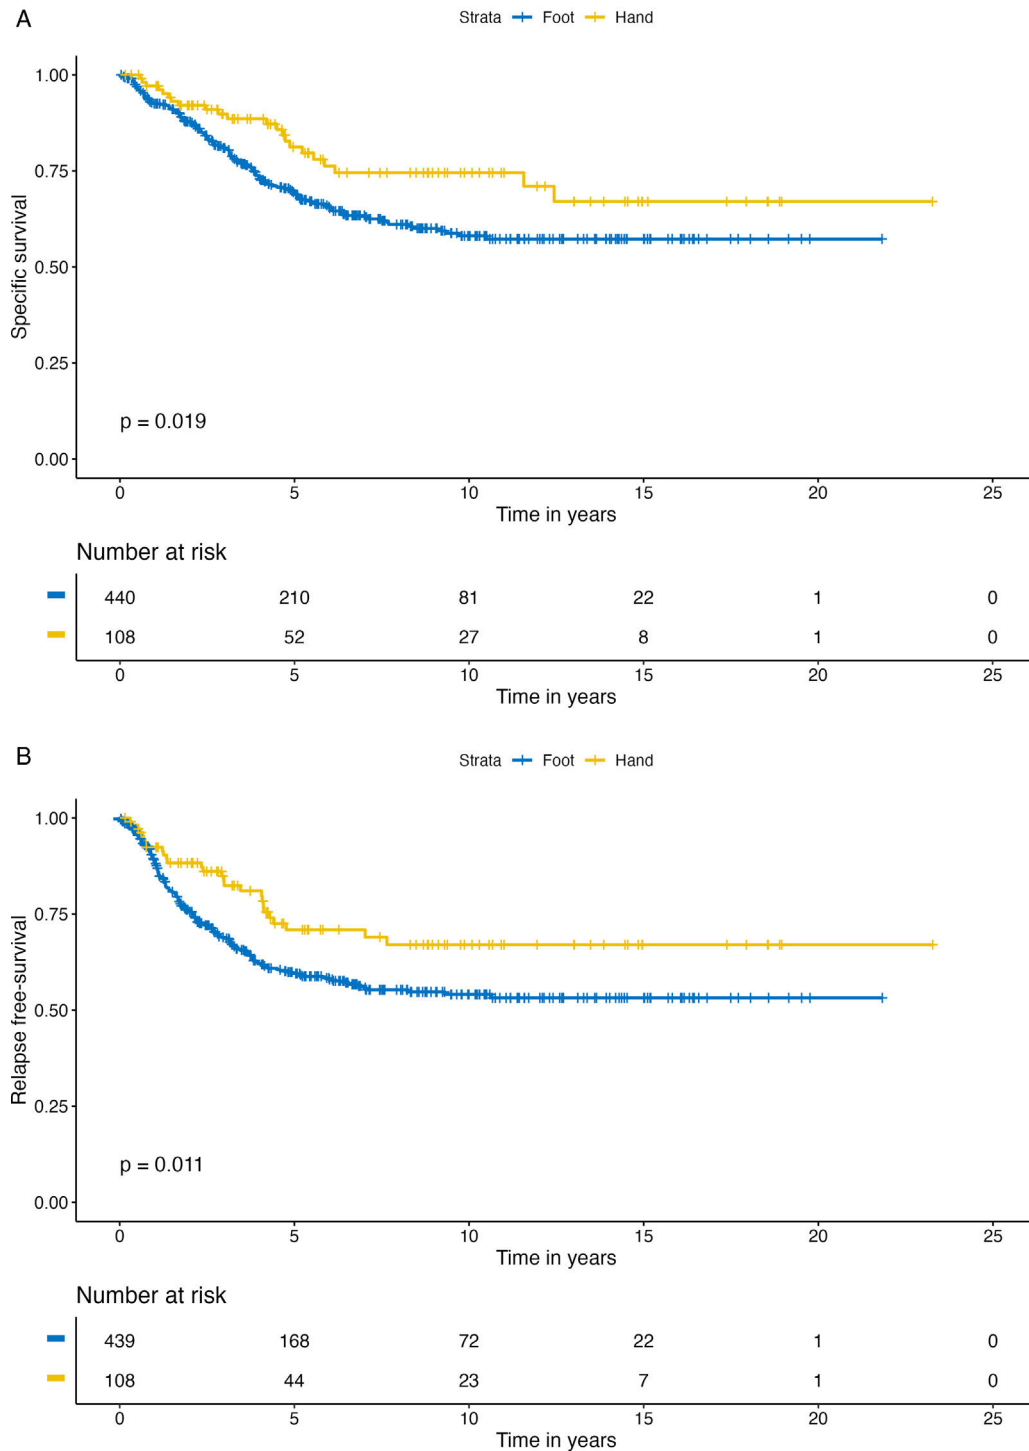 A
Strata Foot Hand
1.00
0.75
0.50
0.25
0.00
Specific survival
p = 0.019
0 5 10 15 20 25
Time in years
Number at risk
440 210 81 22 1 0
108 52 27 8 1 0
0 5 10 15 20 25
Time in years
B
Strata Foot Hand
1.00
0.75
0.50
0.25
0.00
Relapse free-survival
p = 0.011
0 5 10 15 20 25
Time in years
Number at risk
439 168 72 22 1 0
108 44 23 7 1 0
0 5 10 15 20 25
Time in years